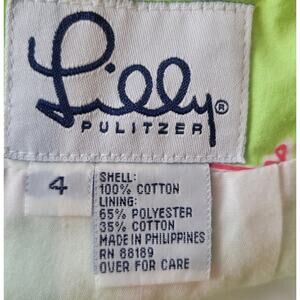 Lilly®
PULITZER
4
SHELL:
100% COTTON
LINING:
65% POLYESTER
35% COTTON
MADE IN PHILIPPINES
RN 88189
OVER FOR CARE